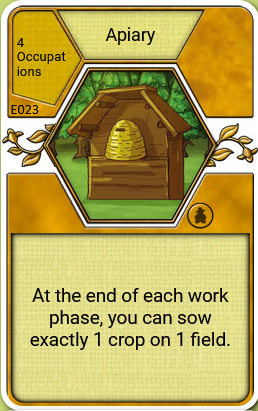 Apiary
4
Occupat
ions
E023
At the end of each work
phase, you can sow
exactly 1 crop on 1 field.